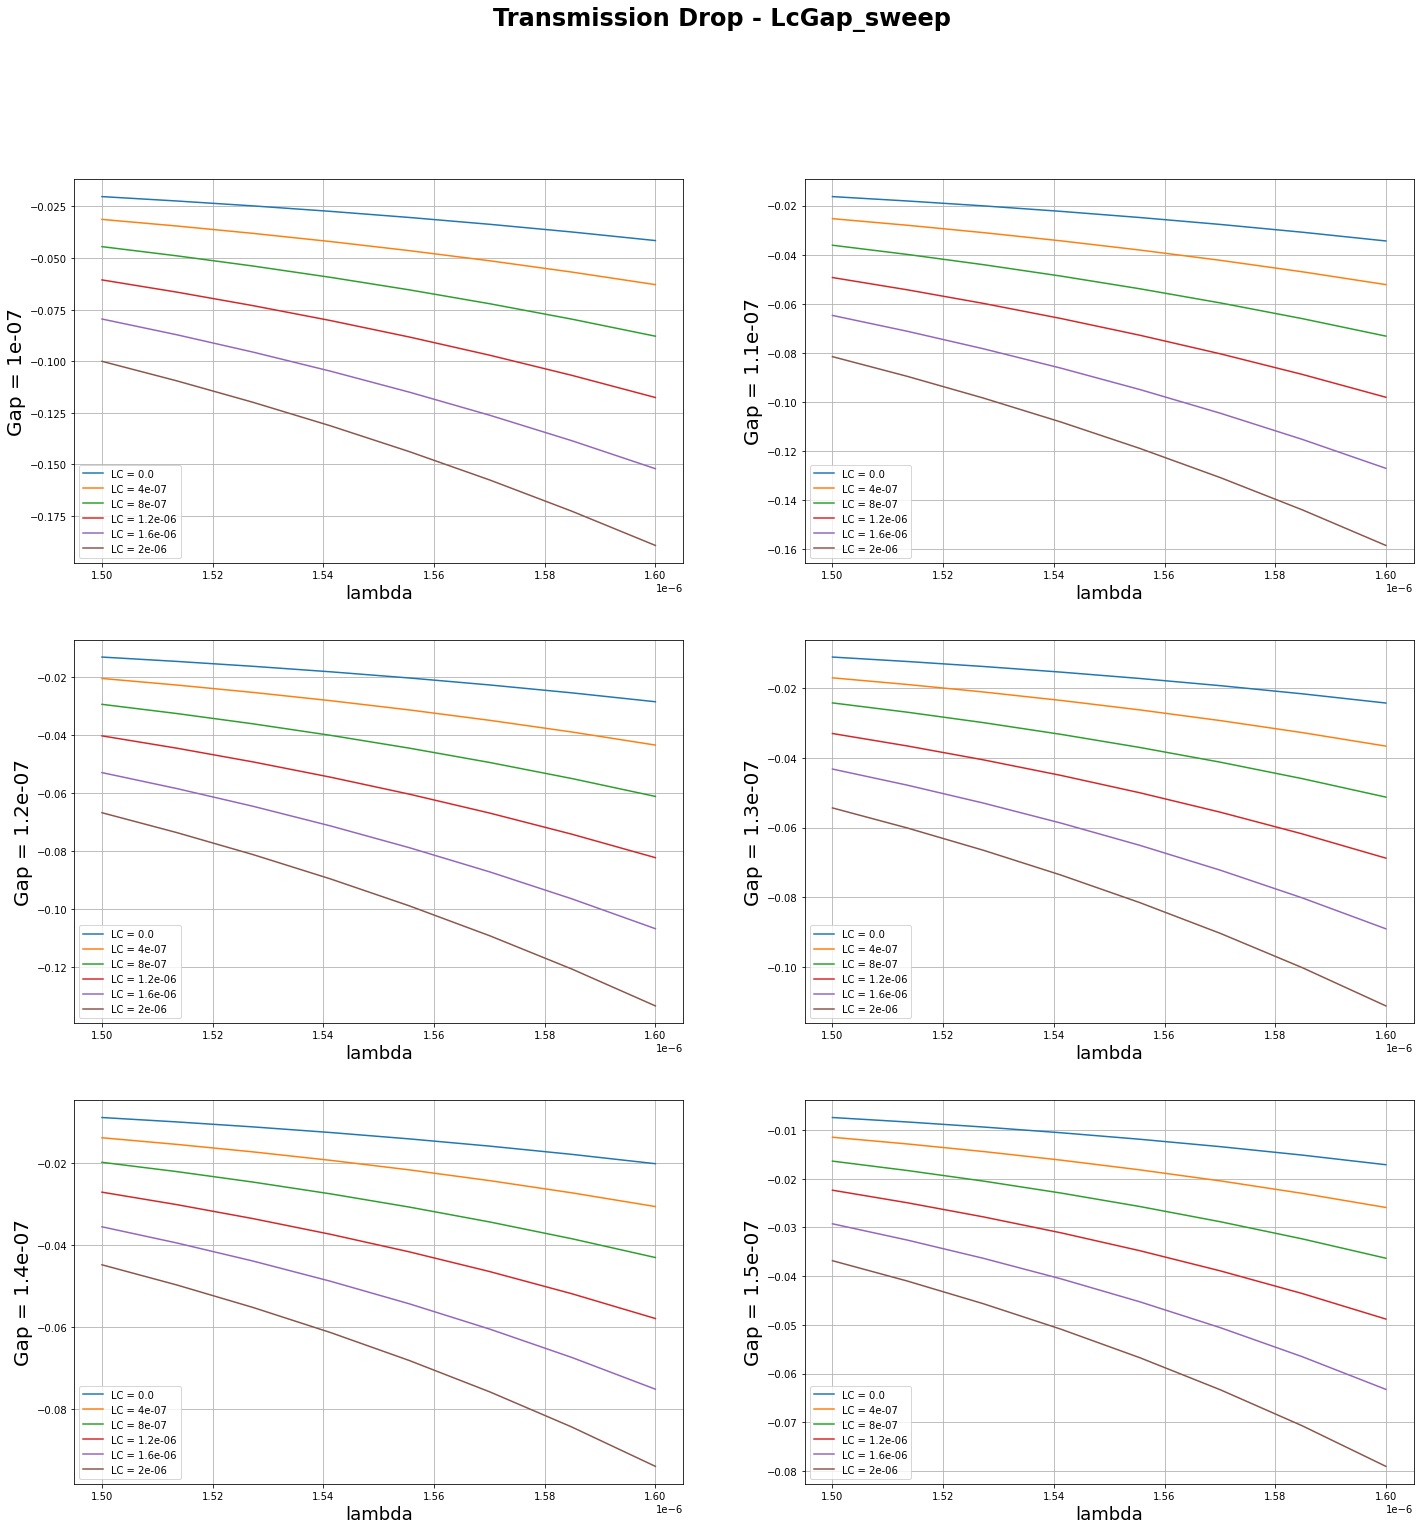 Transmission Drop - LcGap_sweep
Gap = 1e-07
−0.025
−0.050
−0.075
−0.100
−0.125
−0.150
−0.175
LC = 0.0
LC = 4e-07
LC = 8e-07
LC = 1.2e-06
LC = 1.6e-06
LC = 2e-06
1.50 1.52 1.54 1.56 1.58 1.60
1e−6
lambda
Gap = 1.1e-07
−0.02
−0.04
−0.06
−0.08
−0.10
−0.12
−0.14
−0.16
LC = 0.0
LC = 4e-07
LC = 8e-07
LC = 1.2e-06
LC = 1.6e-06
LC = 2e-06
1.50 1.52 1.54 1.56 1.58 1.60
1e−6
lambda
Gap = 1.2e-07
−0.02
−0.04
−0.06
−0.08
−0.10
−0.12
LC = 0.0
LC = 4e-07
LC = 8e-07
LC = 1.2e-06
LC = 1.6e-06
LC = 2e-06
1.50 1.52 1.54 1.56 1.58 1.60
1e−6
lambda
Gap = 1.3e-07
−0.02
−0.04
−0.06
−0.08
−0.10
LC = 0.0
LC = 4e-07
LC = 8e-07
LC = 1.2e-06
LC = 1.6e-06
LC = 2e-06
1.50 1.52 1.54 1.56 1.58 1.60
1e−6
lambda
Gap = 1.4e-07
−0.02
−0.04
−0.06
−0.08
LC = 0.0
LC = 4e-07
LC = 8e-07
LC = 1.2e-06
LC = 1.6e-06
LC = 2e-06
1.50 1.52 1.54 1.56 1.58 1.60
1e−6
lambda
Gap = 1.5e-07
−0.01
−0.02
−0.03
−0.04
−0.05
−0.06
−0.07
−0.08
LC = 0.0
LC = 4e-07
LC = 8e-07
LC = 1.2e-06
LC = 1.6e-06
LC = 2e-06
1.50 1.52 1.54 1.56 1.58 1.60
1e−6
lambda